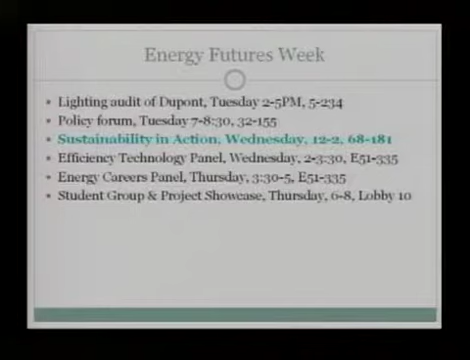 Energy Futures Week
Lighting audit of Dupont, Tuesday 2-5PM, 5-234
Policy forum, Tuesday 7-8:30, 32-155
Sustainability in Action, Wednesday, 12-2, 68-181
Efficiency Technology Panel, Wednesday, 2-3:30, E51-335
Energy Careers Panel, Thursday, 3:30-5, E51-335
Student Group & Project Showcase, Thursday, 6-8, Lobby 10